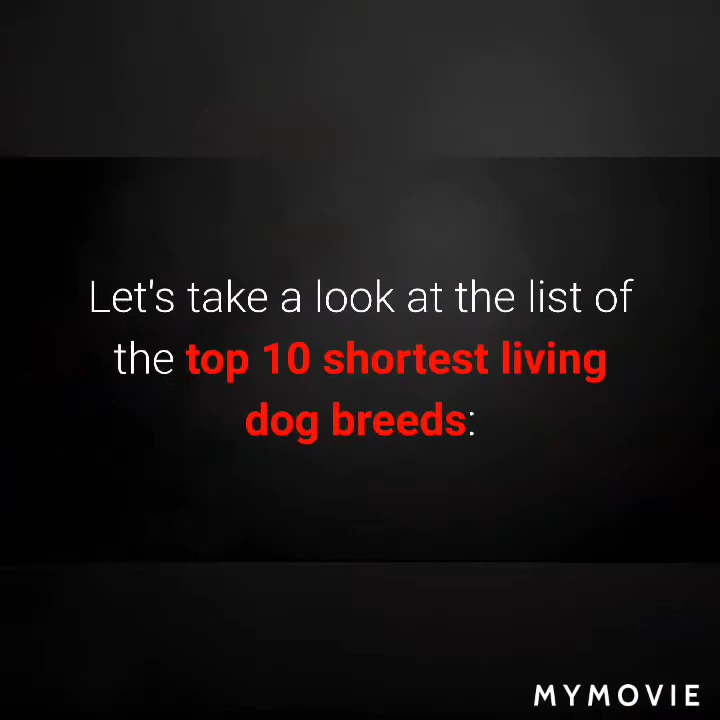 Let's take a look at the list of
the top 10 shortest living
dog breeds:
MYMOVIE